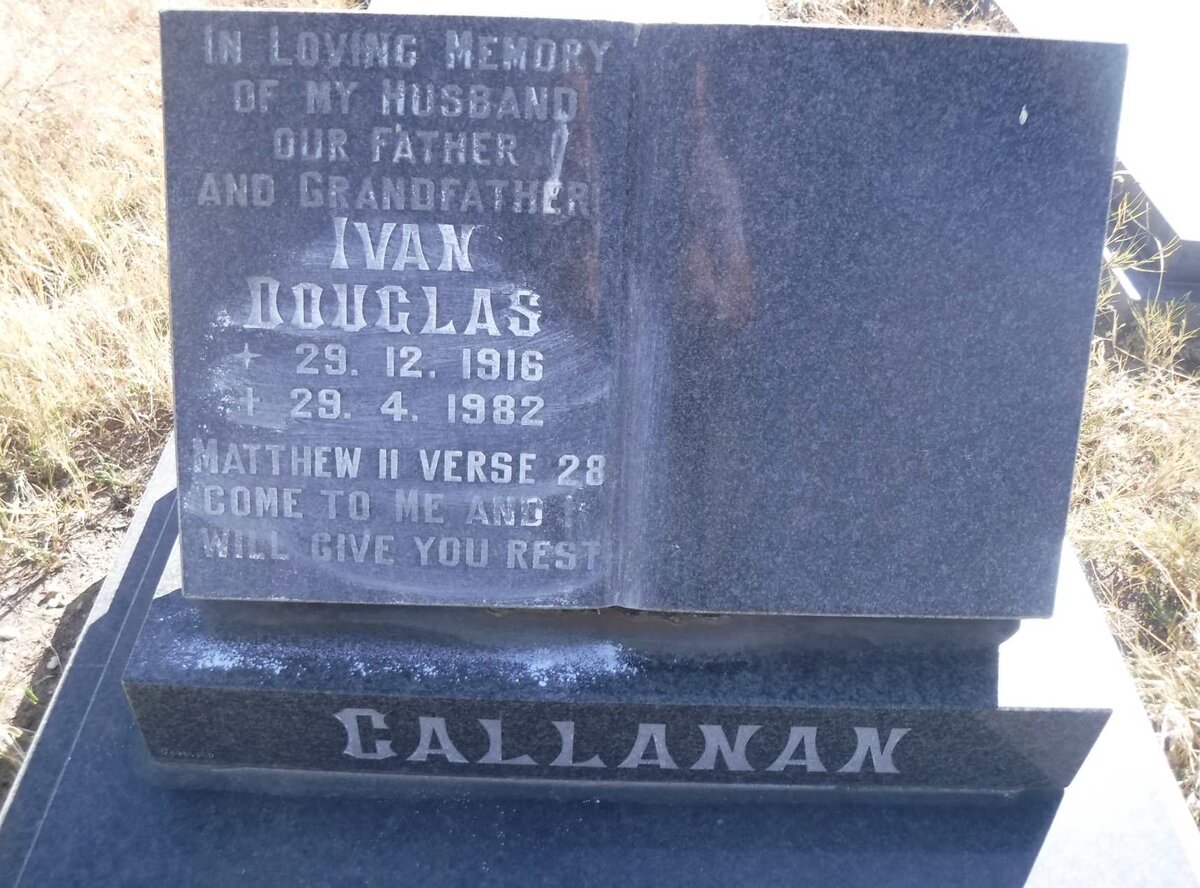 IN LOVING MEMORY
OF MY HUSBAND
OUR FATHER
AND GRANDFATHER
IVAN
DOUGLAS
29. 12. 1916
29. 4. 1982
MATTHEW 11 VERSE 28
COME TO ME AND I
WILL GIVE YOU REST
CALLANAN